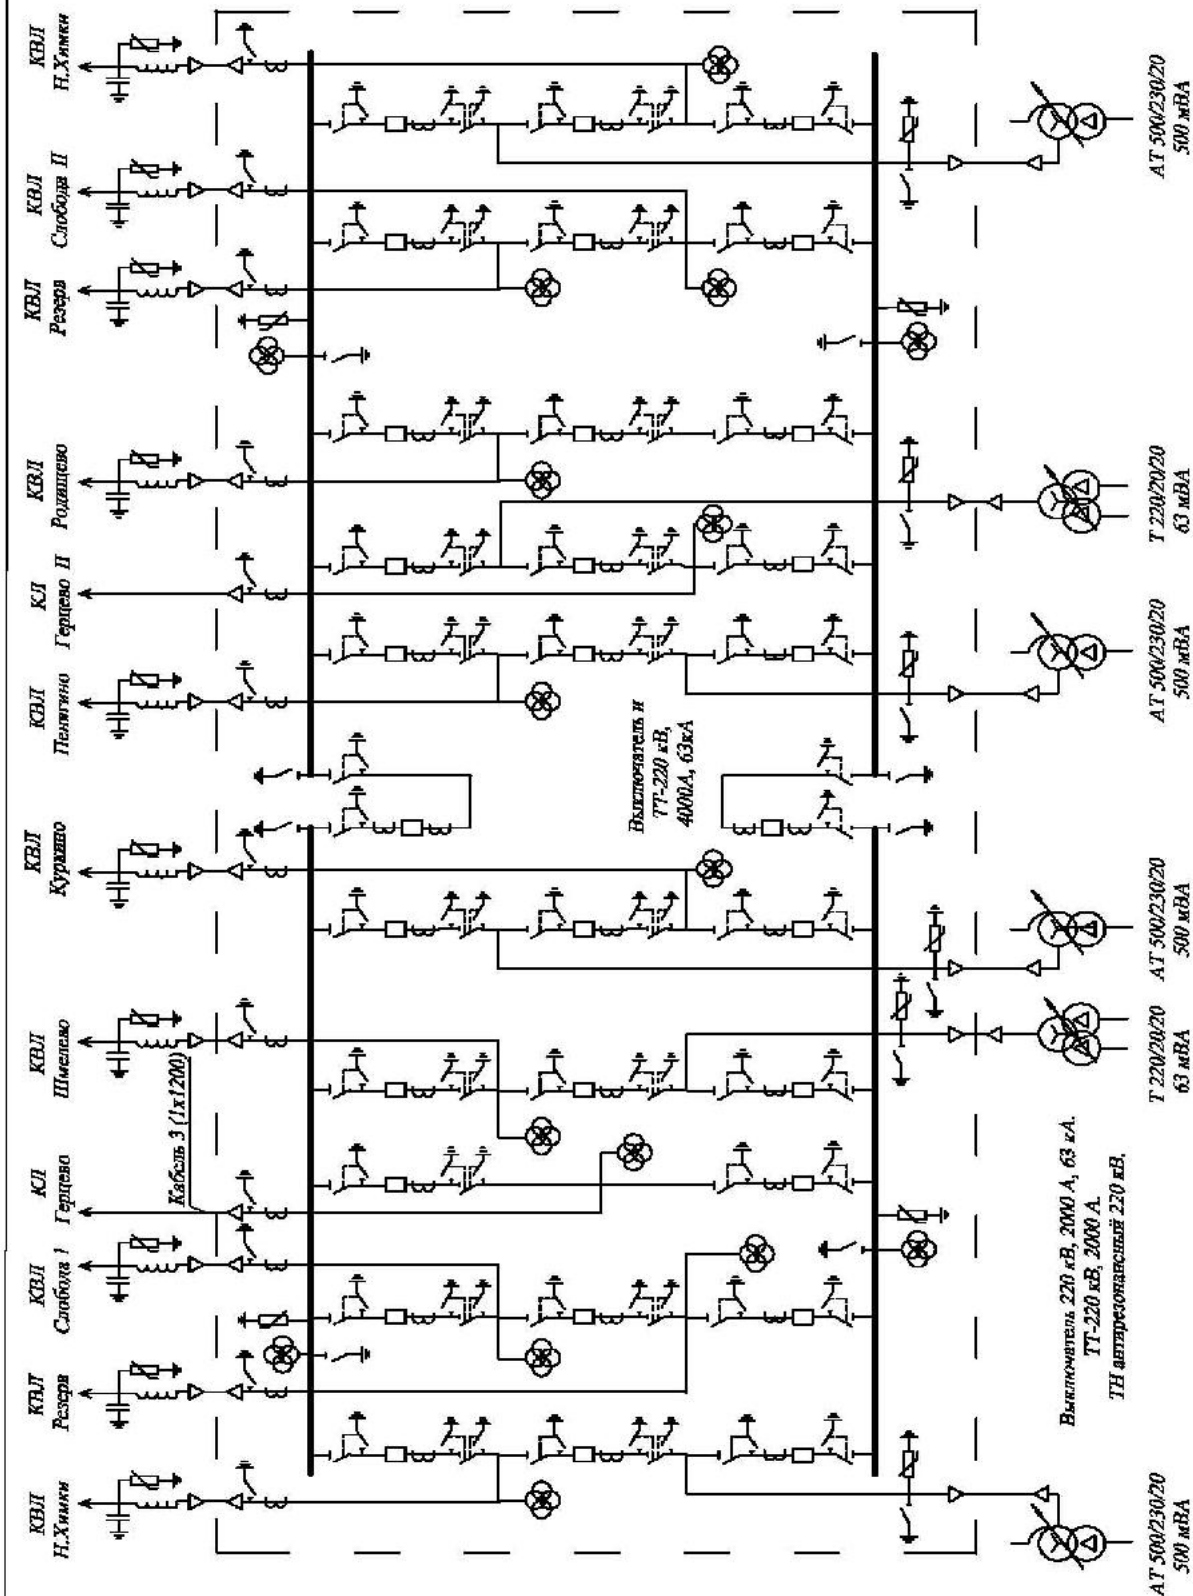 КВЛ
Н.Химки
КВЛ
Слобода II
КВЛ
Резерв
КВЛ
Родищево
КЛ
Герцево II
КВЛ
Пенягино
КВЛ
Куркино
КВЛ
Шмелево
КЛ
Герцево
КВЛ
Слобода 1
КВЛ
Резерв
КВЛ
Н.Химки
Кабель 3 (1x1200)
Выключатель и
ТТ-220 кВ,
4000А, 63кА
АТ 500/230/20
500 мВА
Т 220/20/20
63 мВА
АТ 500/230/20
500 мВА
АТ 500/230/20
500 мВА
Т 220/20/20
63 мВА
АТ 500/230/20
500 мВА
Выключатель 220 кВ, 2000 А, 63 кА.
ТТ-220 кВ, 2000 А.
ТН антирезонансный 220 кВ.